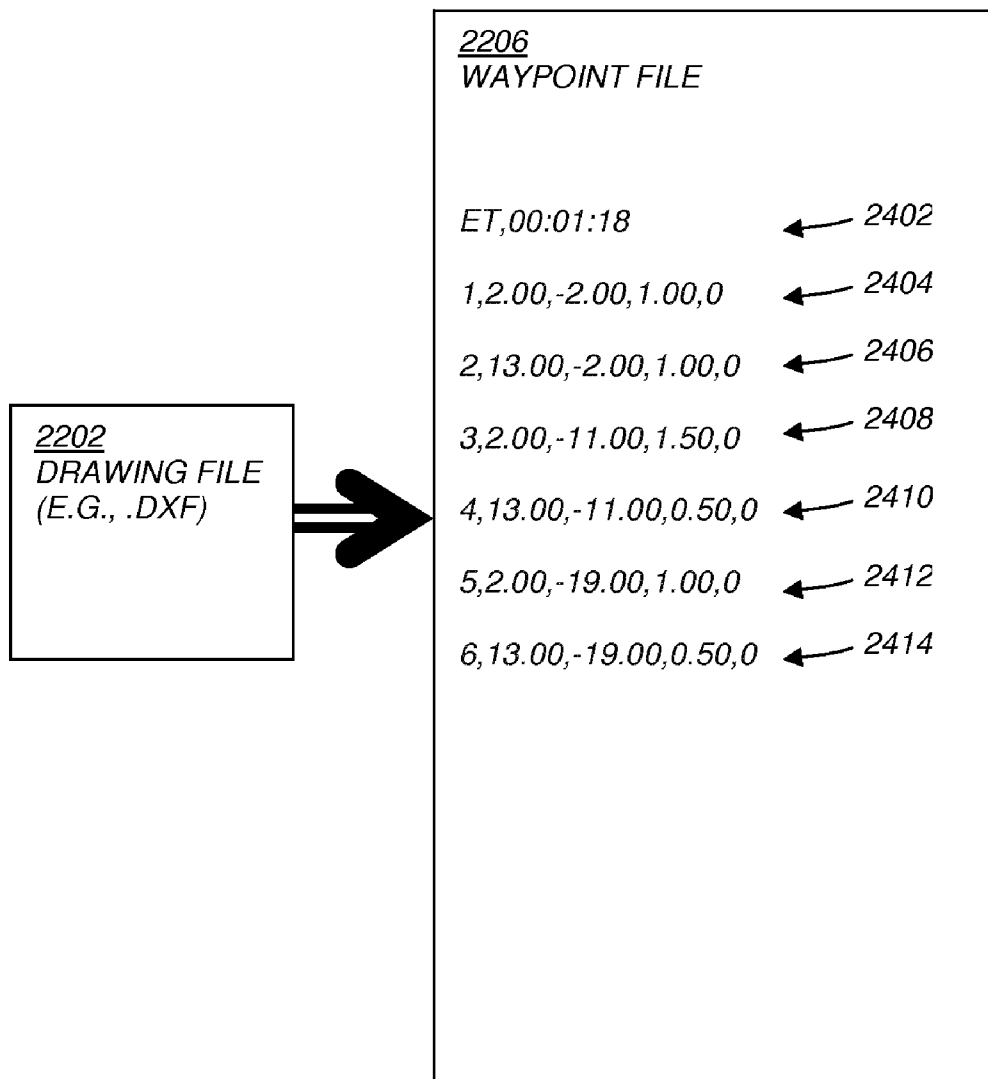 2206
WAYPOINT FILE
ET,00:01:18 2402
1,2.00,-2.00,1.00,0 2404
2,13.00,-2.00,1.00,0 2406
3,2.00,-11.00,1.50,0 2408
4,13.00,-11.00,0.50,0 2410
5,2.00,-19.00,1.00,0 2412
6,13.00,-19.00,0.50,0 2414
2202
DRAWING FILE
(E.G., .DXF)